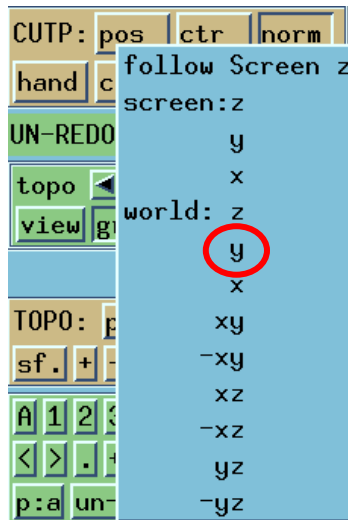 CUTP: pos ctr norm
hand c
follow Screen z
screen:z
y
x
world: z
y
x
xy
-xy
xz
-xz
yz
-yz
UN-REDO
topo
view
TOPO:
sf. + -
A 1 2
< > .
p:a un-